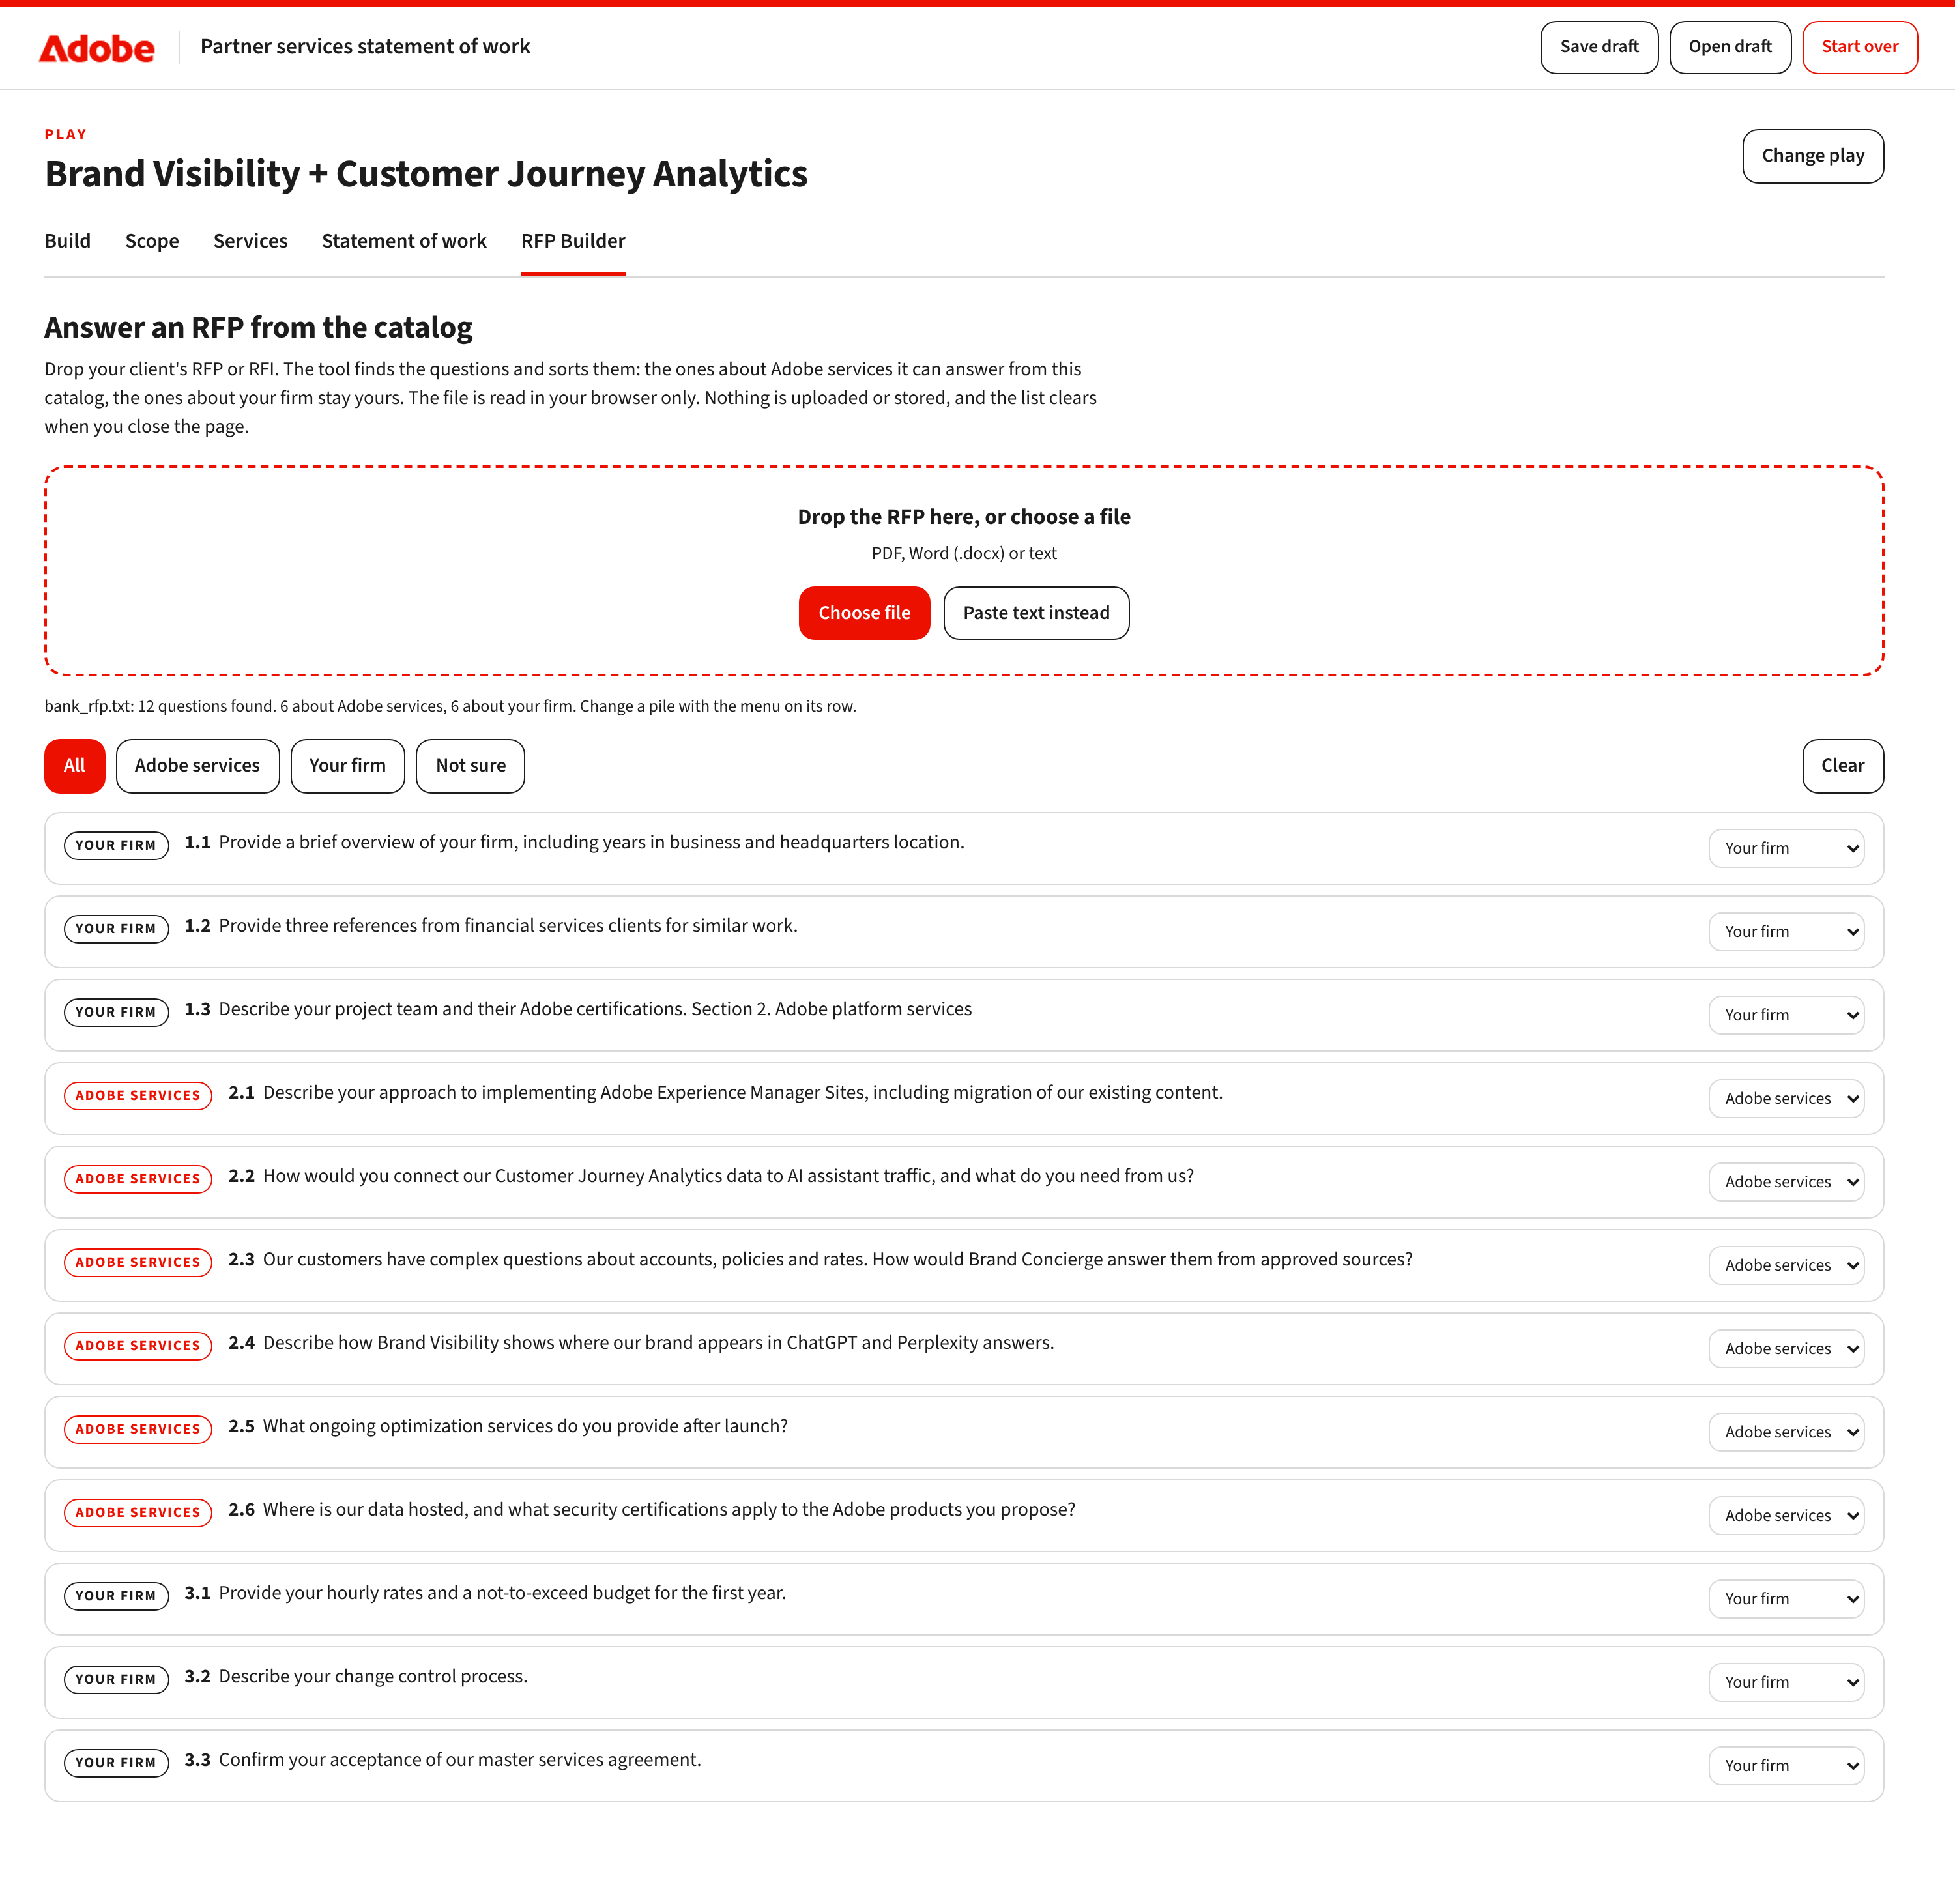 Adobe
Partner services statement of work
Save draft
Open draft
Start over
PLAY
Brand Visibility + Customer Journey Analytics
Change play
Build
Scope
Services
Statement of work
RFP Builder
Answer an RFP from the catalog
Drop your client's RFP or RFI. The tool finds the questions and sorts them: the ones about Adobe services it can answer from this
catalog, the ones about your firm stay yours. The file is read in your browser only. Nothing is uploaded or stored, and the list clears
when you close the page.
Drop the RFP here, or choose a file
PDF, Word (.docx) or text
Choose file
Paste text instead
bank_rfp.txt: 12 questions found. 6 about Adobe services, 6 about your firm. Change a pile with the menu on its row.
All
Adobe services
Your firm
Not sure
Clear
YOUR FIRM 1.1 Provide a brief overview of your firm, including years in business and headquarters location. Your firm
YOUR FIRM 1.2 Provide three references from financial services clients for similar work. Your firm
YOUR FIRM 1.3 Describe your project team and their Adobe certifications. Section 2. Adobe platform services Your firm
ADOBE SERVICES 2.1 Describe your approach to implementing Adobe Experience Manager Sites, including migration of our existing content. Adobe services
ADOBE SERVICES 2.2 How would you connect our Customer Journey Analytics data to AI assistant traffic, and what do you need from us? Adobe services
ADOBE SERVICES 2.3 Our customers have complex questions about accounts, policies and rates. How would Brand Concierge answer them from approved sources? Adobe services
ADOBE SERVICES 2.4 Describe how Brand Visibility shows where our brand appears in ChatGPT and Perplexity answers. Adobe services
ADOBE SERVICES 2.5 What ongoing optimization services do you provide after launch? Adobe services
ADOBE SERVICES 2.6 Where is our data hosted, and what security certifications apply to the Adobe products you propose? Adobe services
YOUR FIRM 3.1 Provide your hourly rates and a not-to-exceed budget for the first year. Your firm
YOUR FIRM 3.2 Describe your change control process. Your firm
YOUR FIRM 3.3 Confirm your acceptance of our master services agreement. Your firm